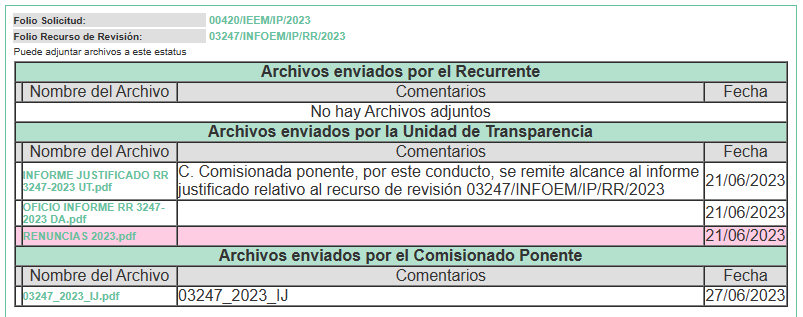 Folio Solicitud: 00420/IEEM/IP/2023
Folio Recurso de Revisión: 03247/INFOEM/IP/RR/2023
Puede adjuntar archivos a este estatus
Archivos enviados por el Recurrente
Nombre del Archivo Comentarios Fecha
No hay Archivos adjuntos
Archivos enviados por la Unidad de Transparencia
Nombre del Archivo Comentarios Fecha
INFORME JUSTIFICADO RR 3247-2023 UT.pdf C. Comisionada ponente, por este conducto, se remite alcance al informe justificado relativo al recurso de revisión 03247/INFOEM/IP/RR/2023 21/06/2023
OFICIO INFORME RR 3247-2023 DA.pdf 21/06/2023
RENUNCIAS 2023.pdf 21/06/2023
Archivos enviados por el Comisionado Ponente
Nombre del Archivo Comentarios Fecha
03247_2023_IJ.pdf 03247_2023_IJ 27/06/2023